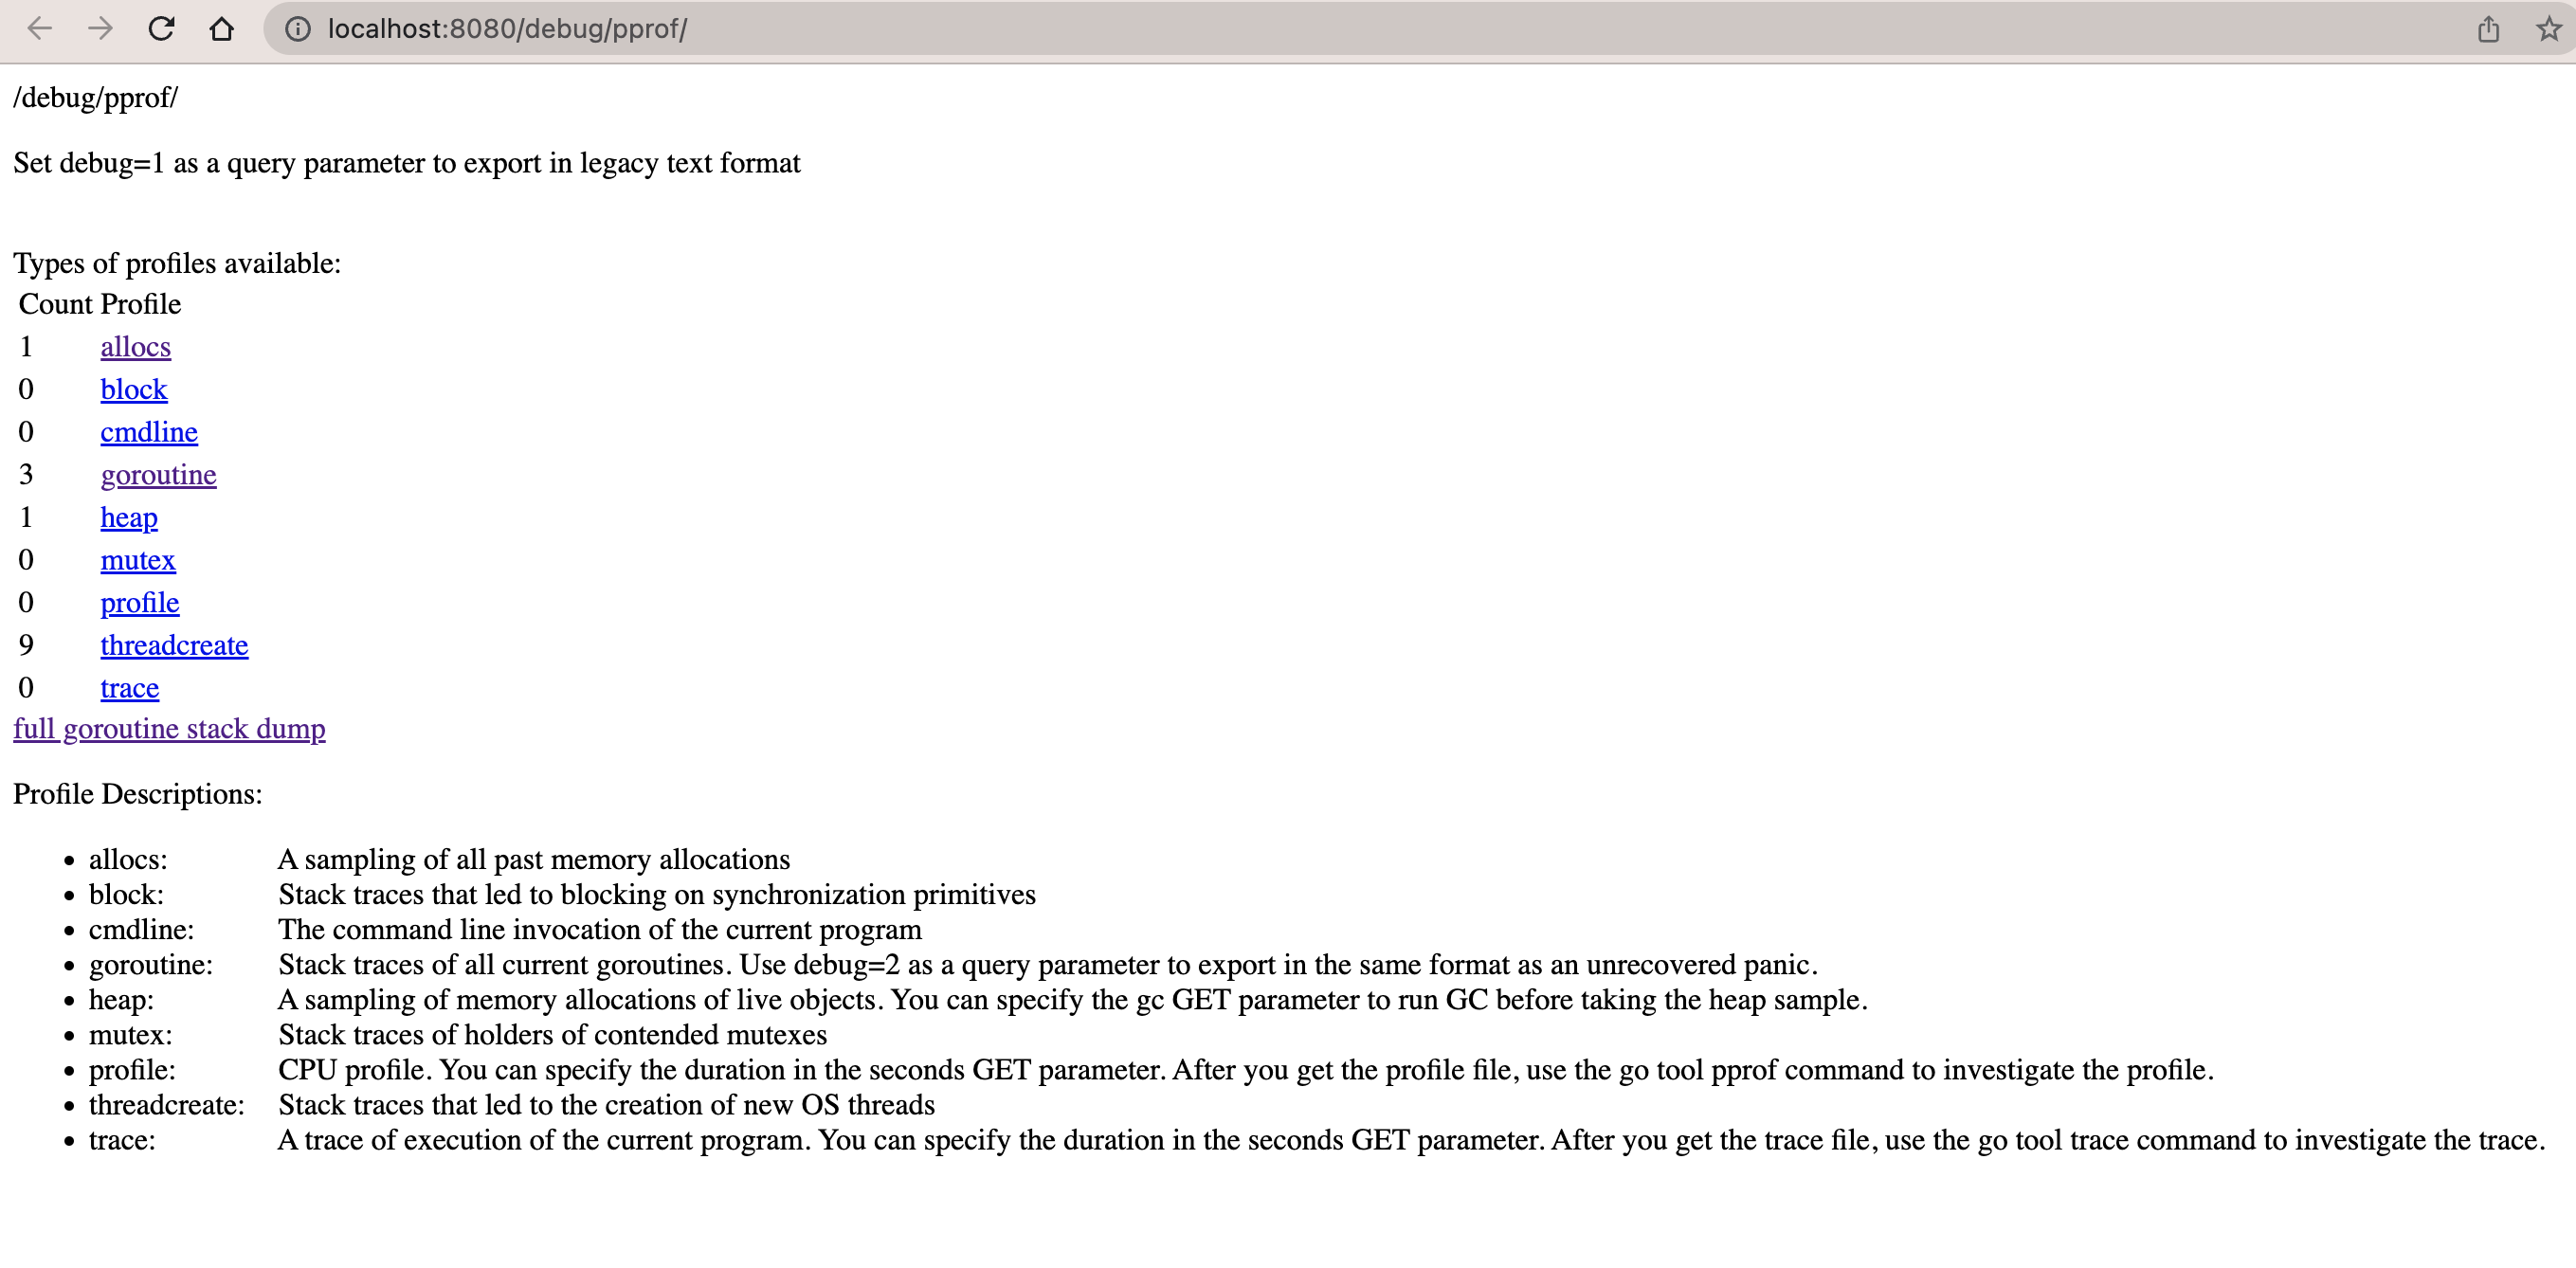 localhost:8080/debug/pprof/
/debug/pprof/
Set debug=1 as a query parameter to export in legacy text format
Types of profiles available:
Count Profile
1 allocs
0 block
0 cmdline
3 goroutine
1 heap
0 mutex
0 profile
9 threadcreate
0 trace
full goroutine stack dump
Profile Descriptions:
• allocs: A sampling of all past memory allocations
• block: Stack traces that led to blocking on synchronization primitives
• cmdline: The command line invocation of the current program
• goroutine: Stack traces of all current goroutines. Use debug=2 as a query parameter to export in the same format as an unrecovered panic.
• heap: A sampling of memory allocations of live objects. You can specify the gc GET parameter to run GC before taking the heap sample.
• mutex: Stack traces of holders of contended mutexes
• profile: CPU profile. You can specify the duration in the seconds GET parameter. After you get the profile file, use the go tool pprof command to investigate the profile.
• threadcreate: Stack traces that led to the creation of new OS threads
• trace: A trace of execution of the current program. You can specify the duration in the seconds GET parameter. After you get the trace file, use the go tool trace command to investigate the trace.